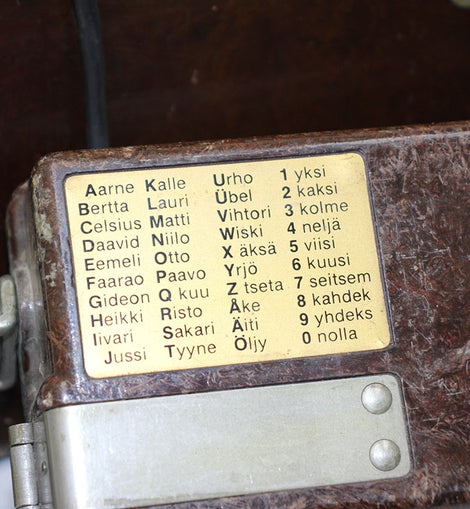 Aarne Kalle Urho 1 yksi
Bertta Lauri Übel 2 kaksi
Celsius Matti Vihtori 3 kolme
Daavid Niilo Wiski 4 neljä
Eemeli Otto Xäksä 5 viisi
Faarao Paavo Yrjö 6 kuusi
Gideon Q kuu Z tseta 7 seitsem
Heikki Risto Åke 8 kahdek
Iivari Sakari Äiti 9 yhdeks
Jussi Tyyne Öljy 0 nolla